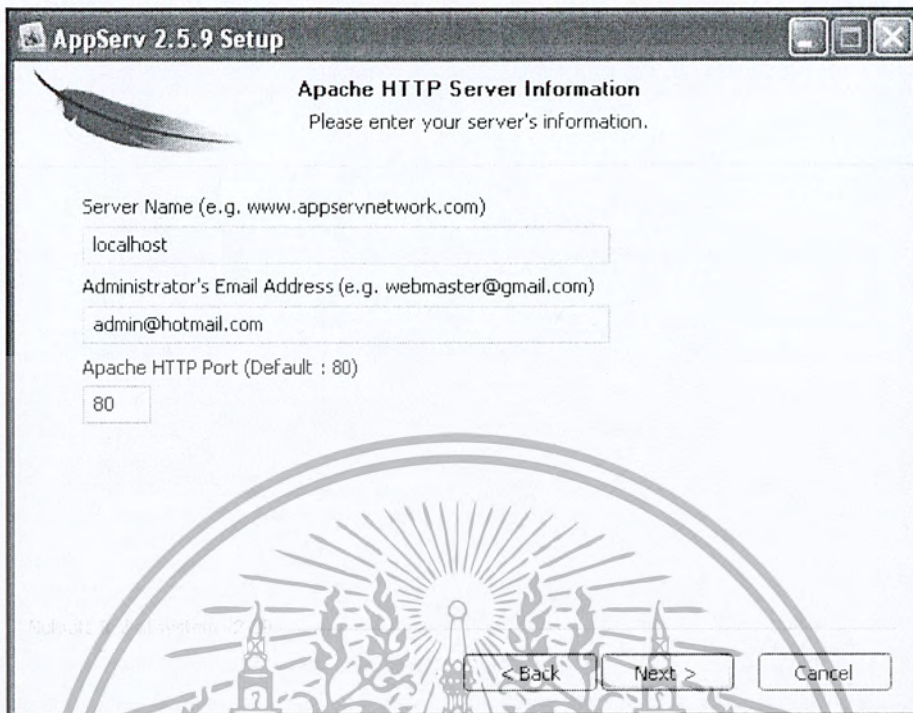 AppServ 2.5.9 Setup
Apache HTTP Server Information
Please enter your server's information.
Server Name (e.g. www.appservnetwork.com)
localhost
Administrator's Email Address (e.g. webmaster@gmail.com)
admin@hotmail.com
Apache HTTP Port (Default : 80)
80
< Back
Next >
Cancel